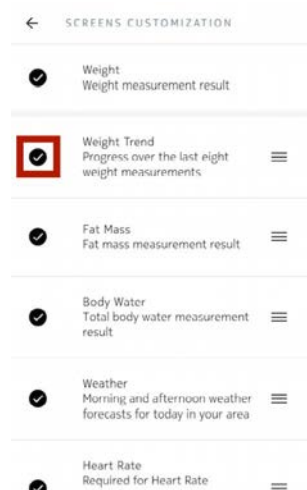 SCREENS CUSTOMIZATION
Weight
Weight measurement result
Weight Trend
Progress over the last eight
weight measurements
Fat Mass
Fat mass measurement result
Body Water
Total body water measurement
result
Weather
Morning and afternoon weather
forecasts for today in your area
Heart Rate
Required for Heart Rate